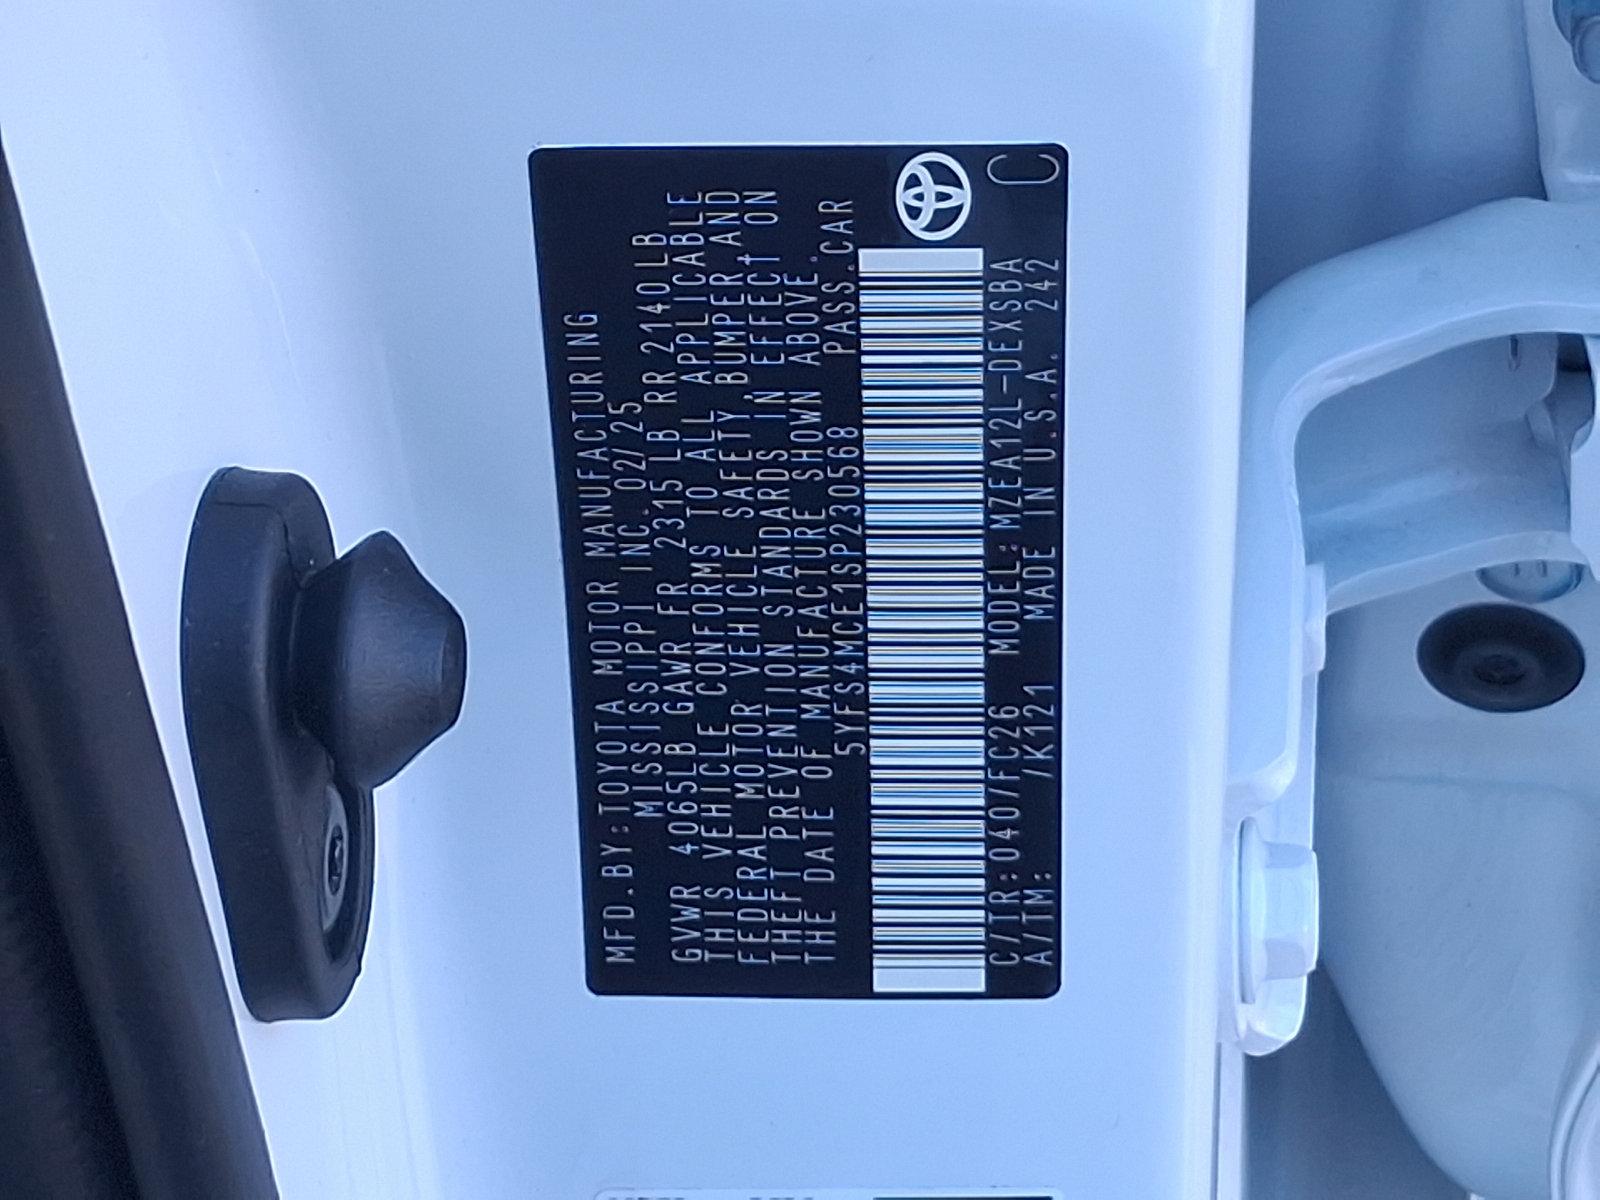 MFD.BY:TOYOTA MOTOR MANUFACTURING
MISSISSIPPI INC. 02/25
GVWR 4065LB GAWR FR 2315 LB RR 2140LB
THIS VEHICLE CONFORMS TO ALL APPLICABLE
FEDERAL MOTOR VEHICLE SAFETY, BUMPER, AND
THEFT PREVENTION STANDARDS IN EFFECT ON
THE DATE OF MANUFACTURE SHOWN ABOVE.
5YFS4MCE1SP230568 PASS.CAR
C/TR:040/FC26 MODEL:MZEA12L-DEXSBA
A/TM: /K121 MADE IN U.S.A. 242
C